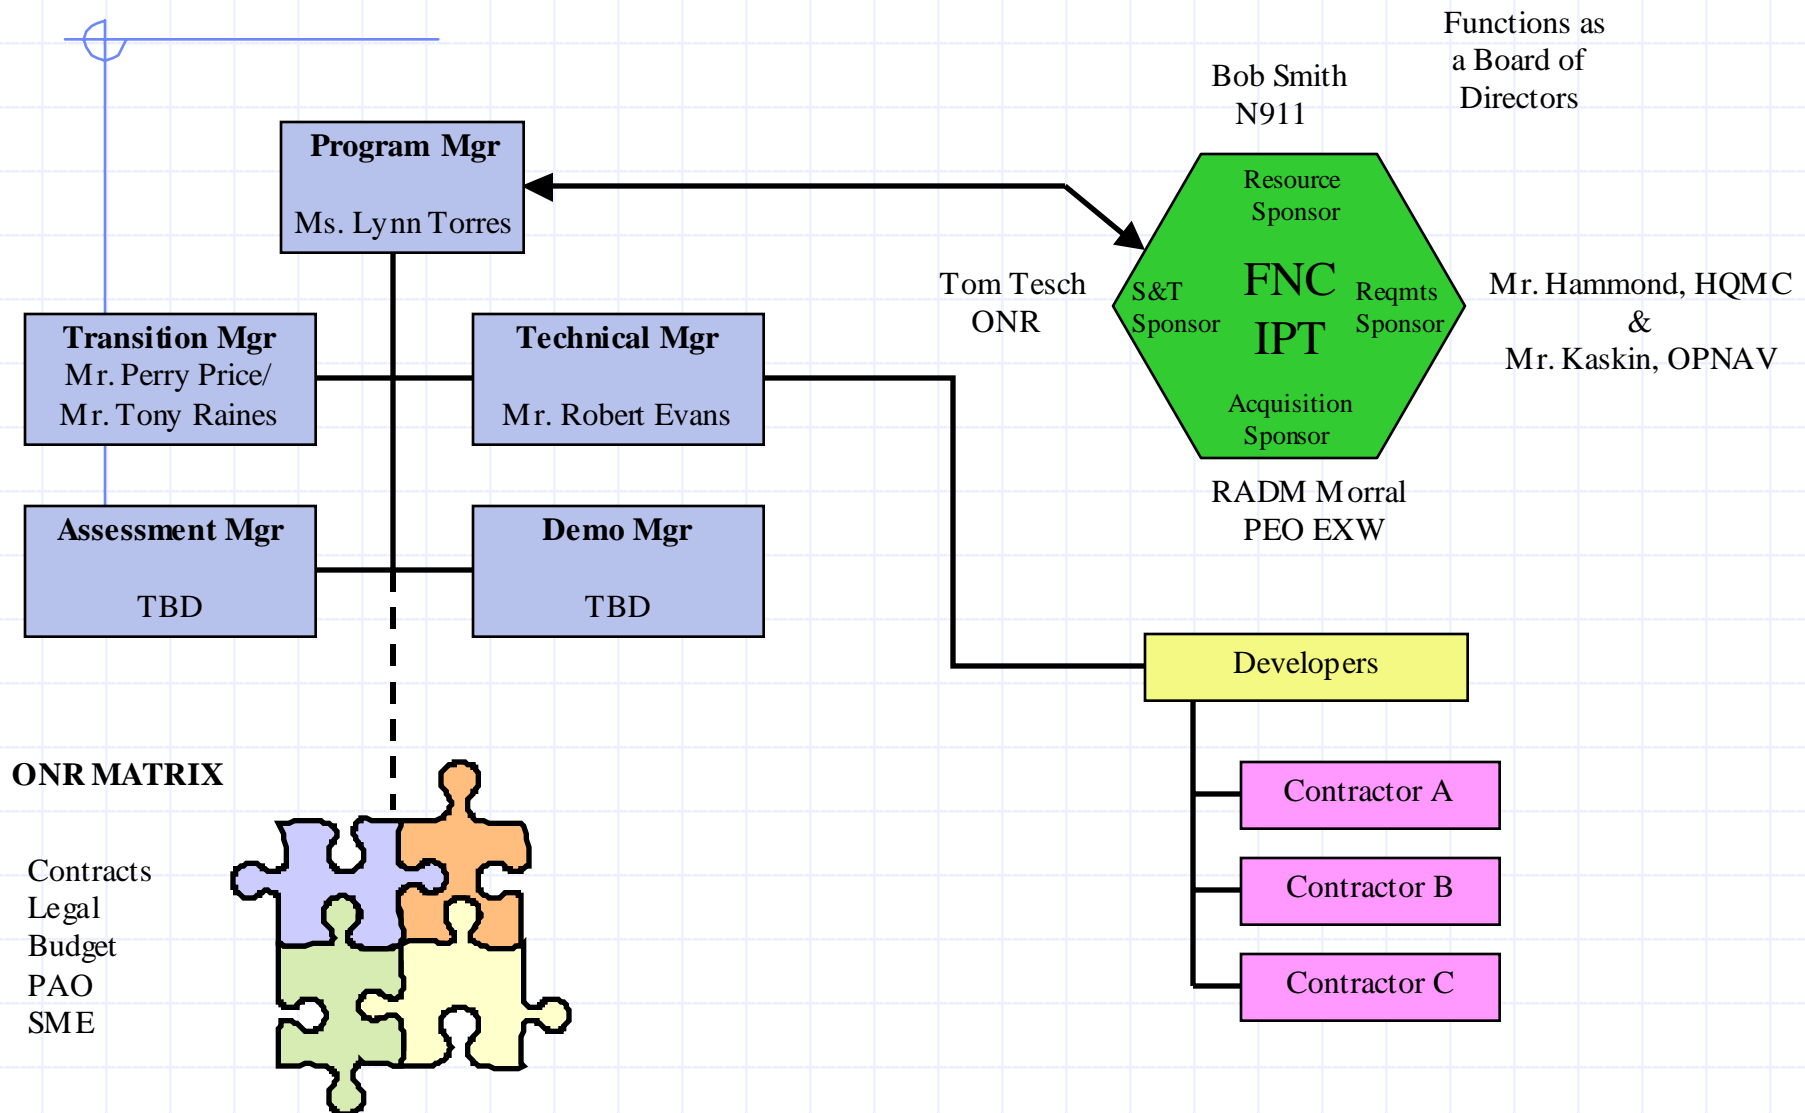 Functions as
a Board of
Directors
Bob Smith
N911
Program Mgr
Ms. Lynn Torres
Resource
Sponsor
FNC
IPT
S&T
Sponsor
Reqmts
Sponsor
Acquisition
Sponsor
Tom Tesch
ONR
Mr. Hammond, HQMC
&
Mr. Kaskin, OPNAV
RADM Morral
PEO EXW
Transition Mgr
Mr. Perry Price/
Mr. Tony Raines
Technical Mgr
Mr. Robert Evans
Assessment Mgr
TBD
Demo Mgr
TBD
Developers
Contractor A
Contractor B
Contractor C
ONR MATRIX
Contracts
Legal
Budget
PAO
SME